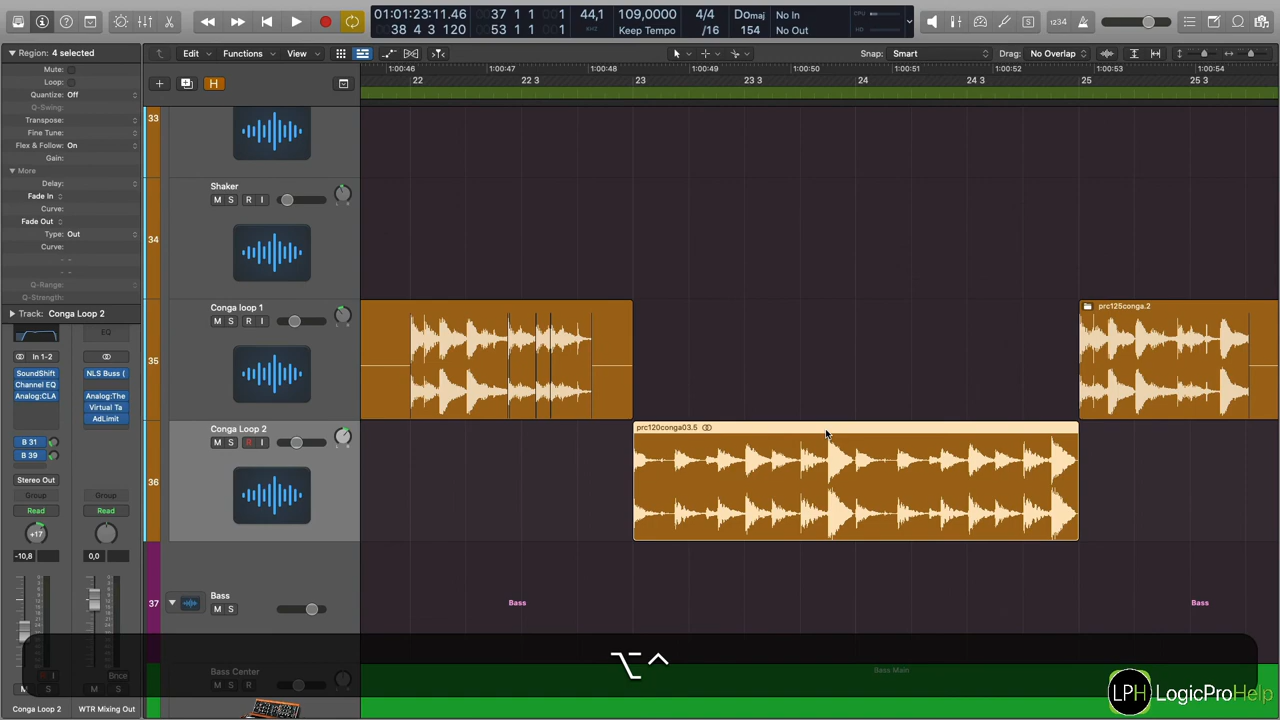 01:01:23:11.46 37 1 1 1 44,1 109,0000 4/4 D♭maj No In
38 4 3 120 53 1 1 1 Keep Tempo /16 154 No Out
1234
Region: 4 selected
Mute:
Loop:
Quantize: Off
Q-Swing:
Transpose:
Fine Tune:
Flex & Follow: On
Gain:
More
Delay:
Fade In
Curve:
Fade Out
Type: Out
Curve:
Q-Range:
Q-Strength:
Track: Conga Loop 2
EQ
In 1-2
SoundShift NLS Buss (
Channel EQ
Analog:CLA Analog:The
Virtual Ta
AdLimit
B 31
B 39
Stereo Out
Group Group
Read Read
+17
-10,8 0,0
I Bnce
M S M S
Conga Loop 2 WTR Mixing Out
Edit Functions View Snap: Smart Drag: No Overlap
H
1:00:46 1:00:47 1:00:48 1:00:49 1:00:50 1:00:51 1:00:52 1:00:53 1:00:54
22 22 3 23 23 3 24 24 3 25 25 3
33
Shaker
M S R I
34
Conga loop 1
M S R I
35
prc125conga.2
Conga Loop 2
M S R I
36
prc120conga03.5
Bass
M S
37
Bass Bass
Bass Center
M S R
Bass Main
⌥ ^
LPH LogicProHelp